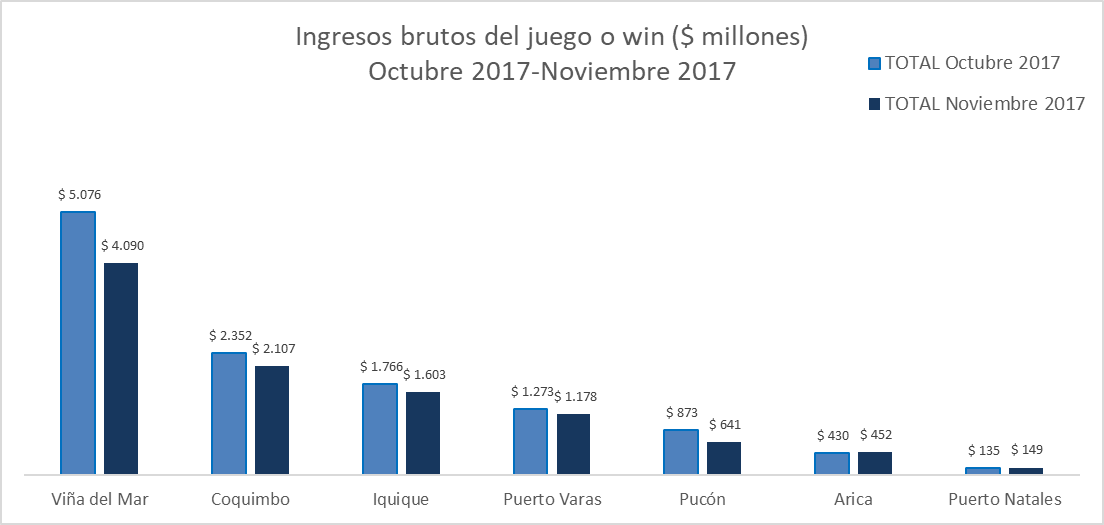 Ingresos brutos del juego o win ($ millones)
Octubre 2017-Noviembre 2017
TOTAL Octubre 2017
TOTAL Noviembre 2017
$ 5.076
$ 4.090
$ 2.352
$ 2.107
$ 1.766
$ 1.603
$ 1.273
$ 1.178
$ 873
$ 641
$ 430
$ 452
$ 135
$ 149
Viña del Mar
Coquimbo
Iquique
Puerto Varas
Pucón
Arica
Puerto Natales